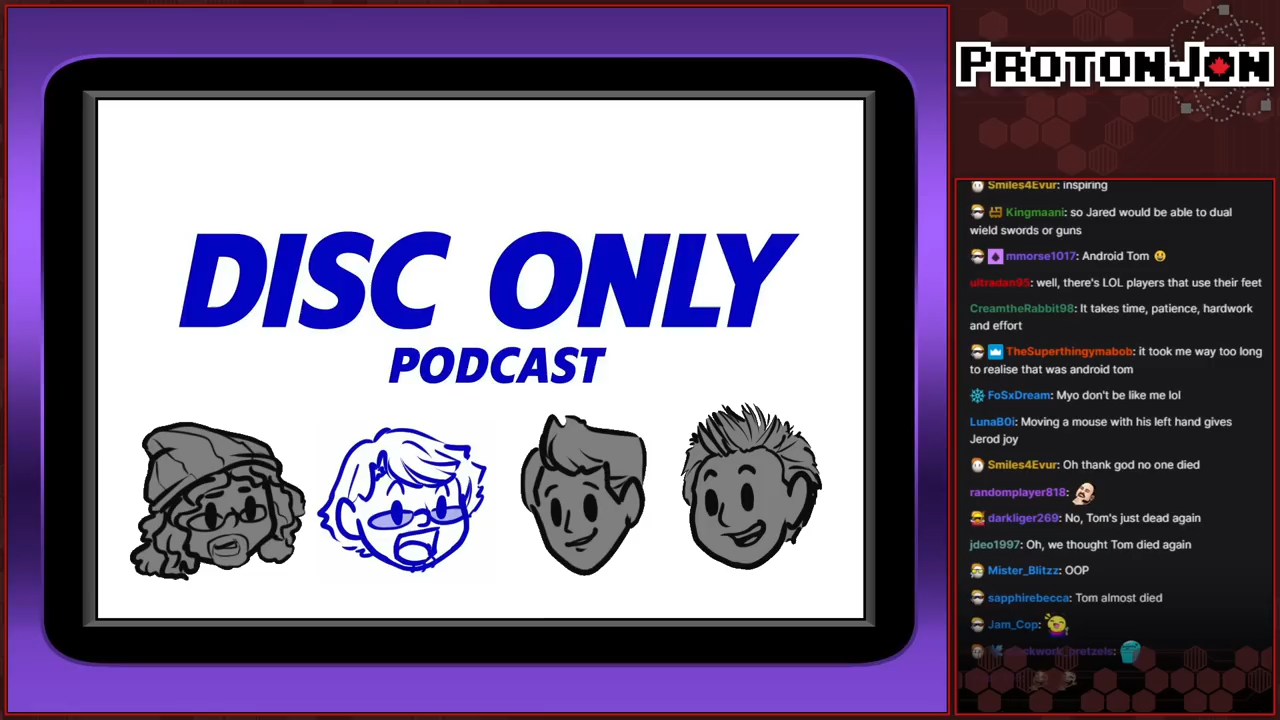 DISC ONLY
PODCAST
PROTONJON
Smiles4Evur: inspiring
Kingmaani: so Jared would be able to dual
wield swords or guns
mmorse1017: Android Tom
ultradan95: well, there's LOL players that use their feet
CreamtheRabbit98: It takes time, patience, hardwork
and effort
TheSuperthingymabob: it took me way too long
to realise that was android tom
FoSxDream: Myo don't be like me lol
LunaB0i: Moving a mouse with his left hand gives
Jerod joy
Smiles4Evur: Oh thank god no one died
randomplayer818:
darkliger269: No, Tom's just dead again
jdeo1997: Oh, we thought Tom died again
Mister_Blitzz: OOP
sapphirebecca: Tom almost died
Jam_Cop: